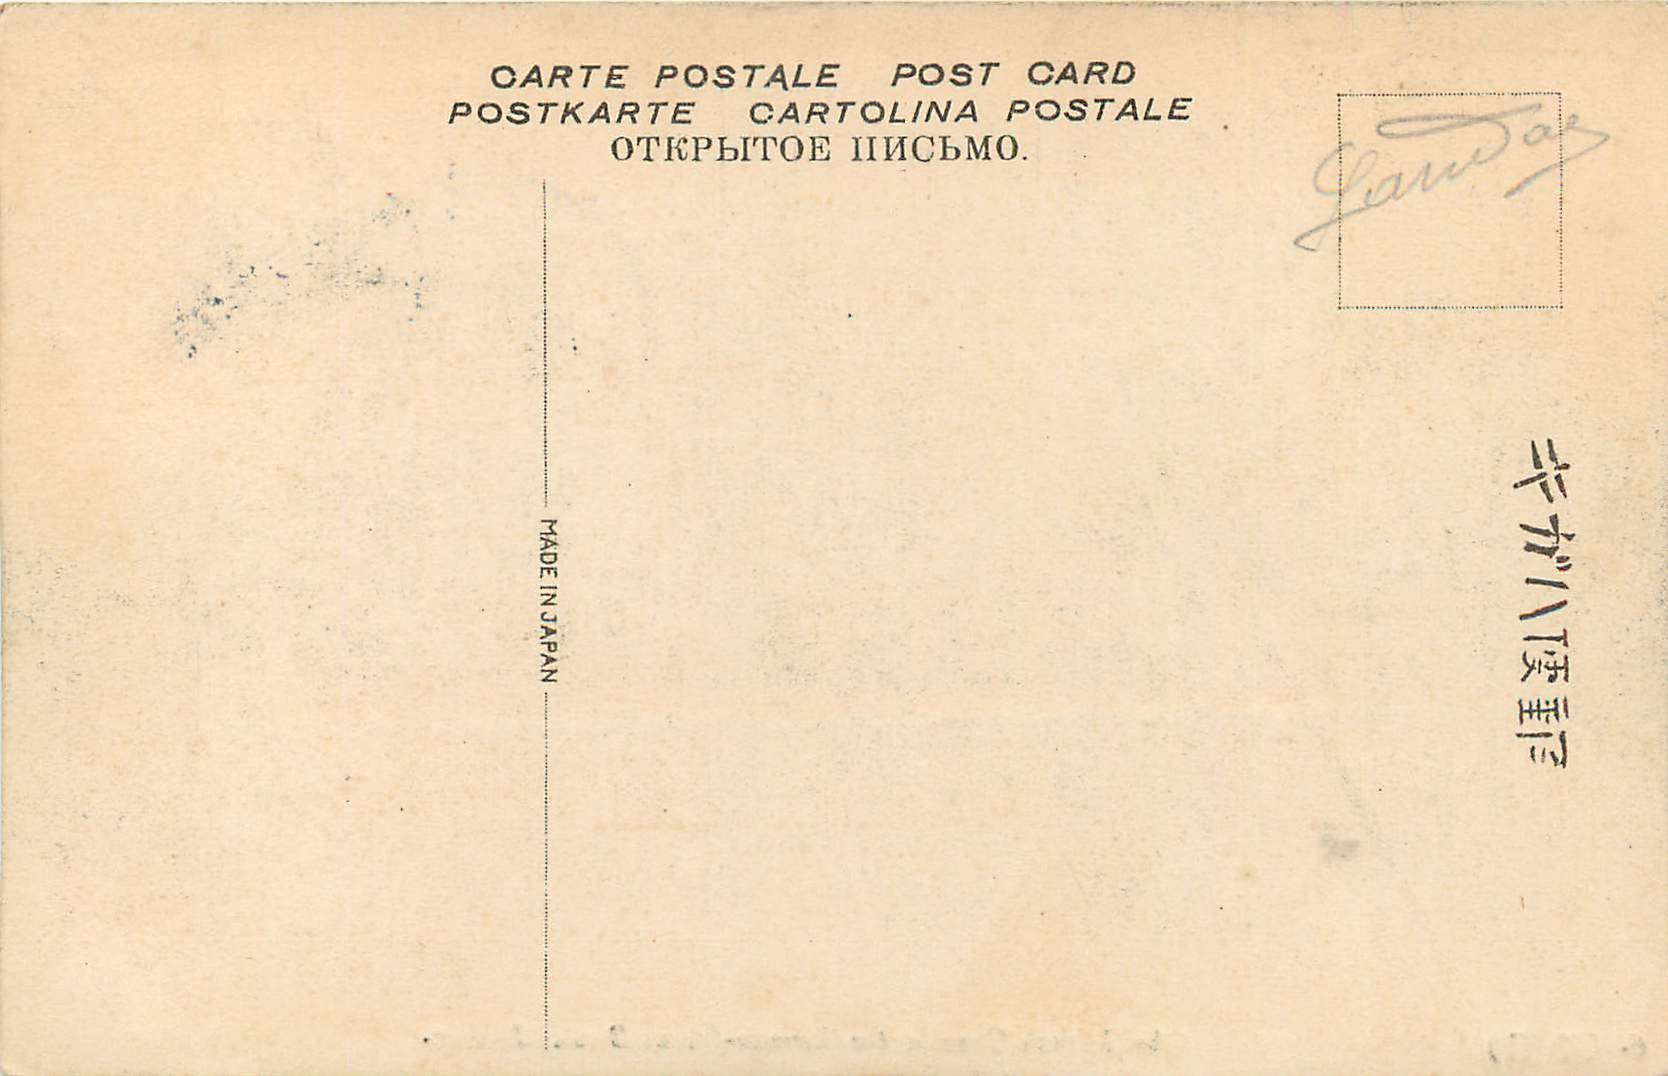 CARTE POSTALE POST CARD
POSTKARTE CARTOLINA POSTALE
ОТКРЫТОЕ ПИСЬМО.
MADE IN JAPAN
郵便ハガキ